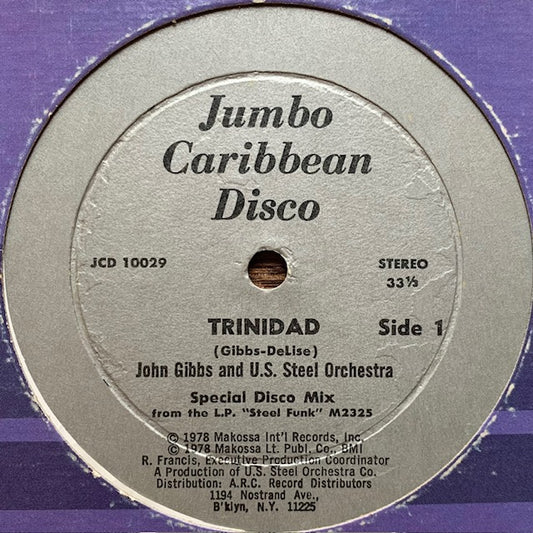 Jumbo
Caribbean
Disco
JCD 10029
STEREO
33⅓
TRINIDAD
Side 1
(Gibbs-DeLise)
John Gibbs and U.S. Steel Orchestra
Special Disco Mix
from the L.P. "Steel Funk" M2325
© 1978 Makossa Int'l Records, Inc.
© 1978 Makossa Lt. Publ. Co., BMI
R. Francis, Executive Production Coordinator
A Production of U.S. Steel Orchestra Co.
Distribution: A.R.C. Record Distributors
1194 Nostrand Ave.,
B'klyn, N.Y. 11225